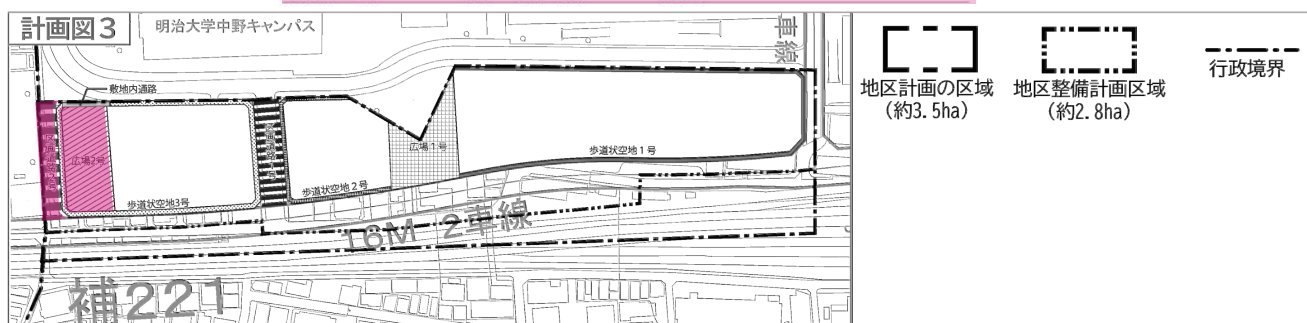 計画図3
明治大学中野キャンパス
車線
敷地内通路
広場2号
広場1号
歩道状空地1号
歩道状空地2号
歩道状空地3号
16M 2車線
補221
地区計画の区域
(約3.5ha)
地区整備計画区域
(約2.8ha)
行政境界